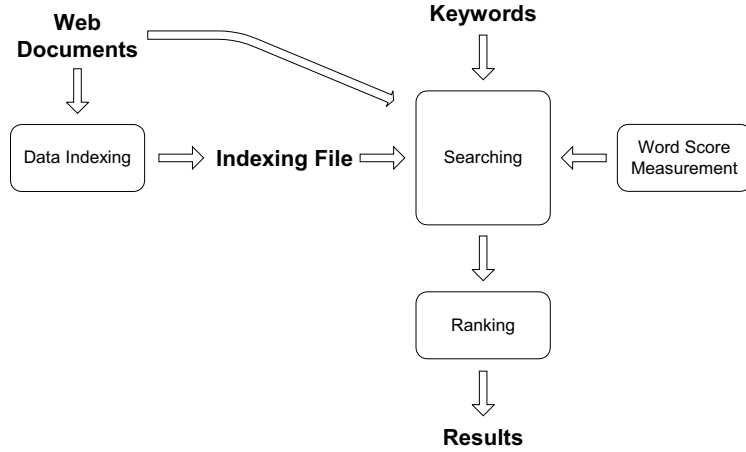 Web
Documents
Keywords
Data Indexing
Indexing File
Searching
Word Score
Measurement
Ranking
Results